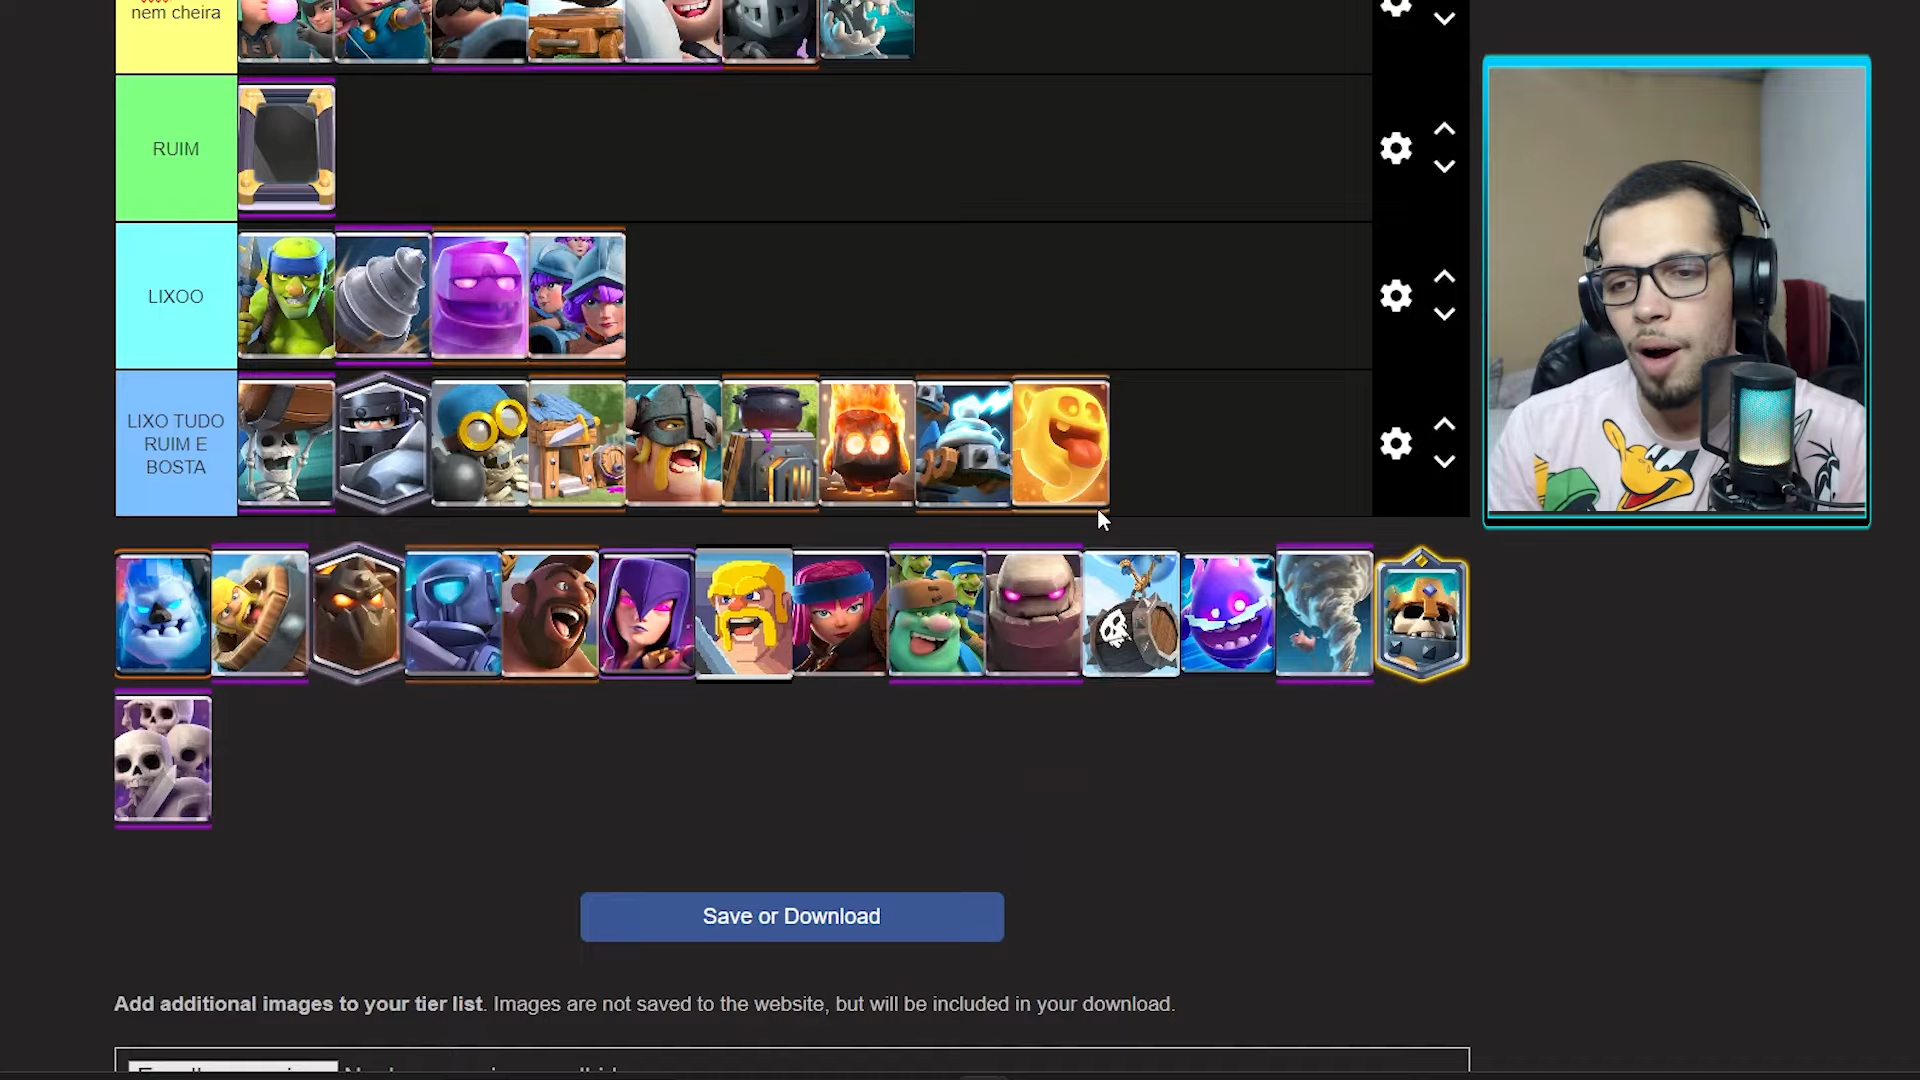 nem cheira
RUIM
LIXOO
LIXO TUDO
RUIM E
BOSTA
Save or Download
Add additional images to your tier list. Images are not saved to the website, but will be included in your download.